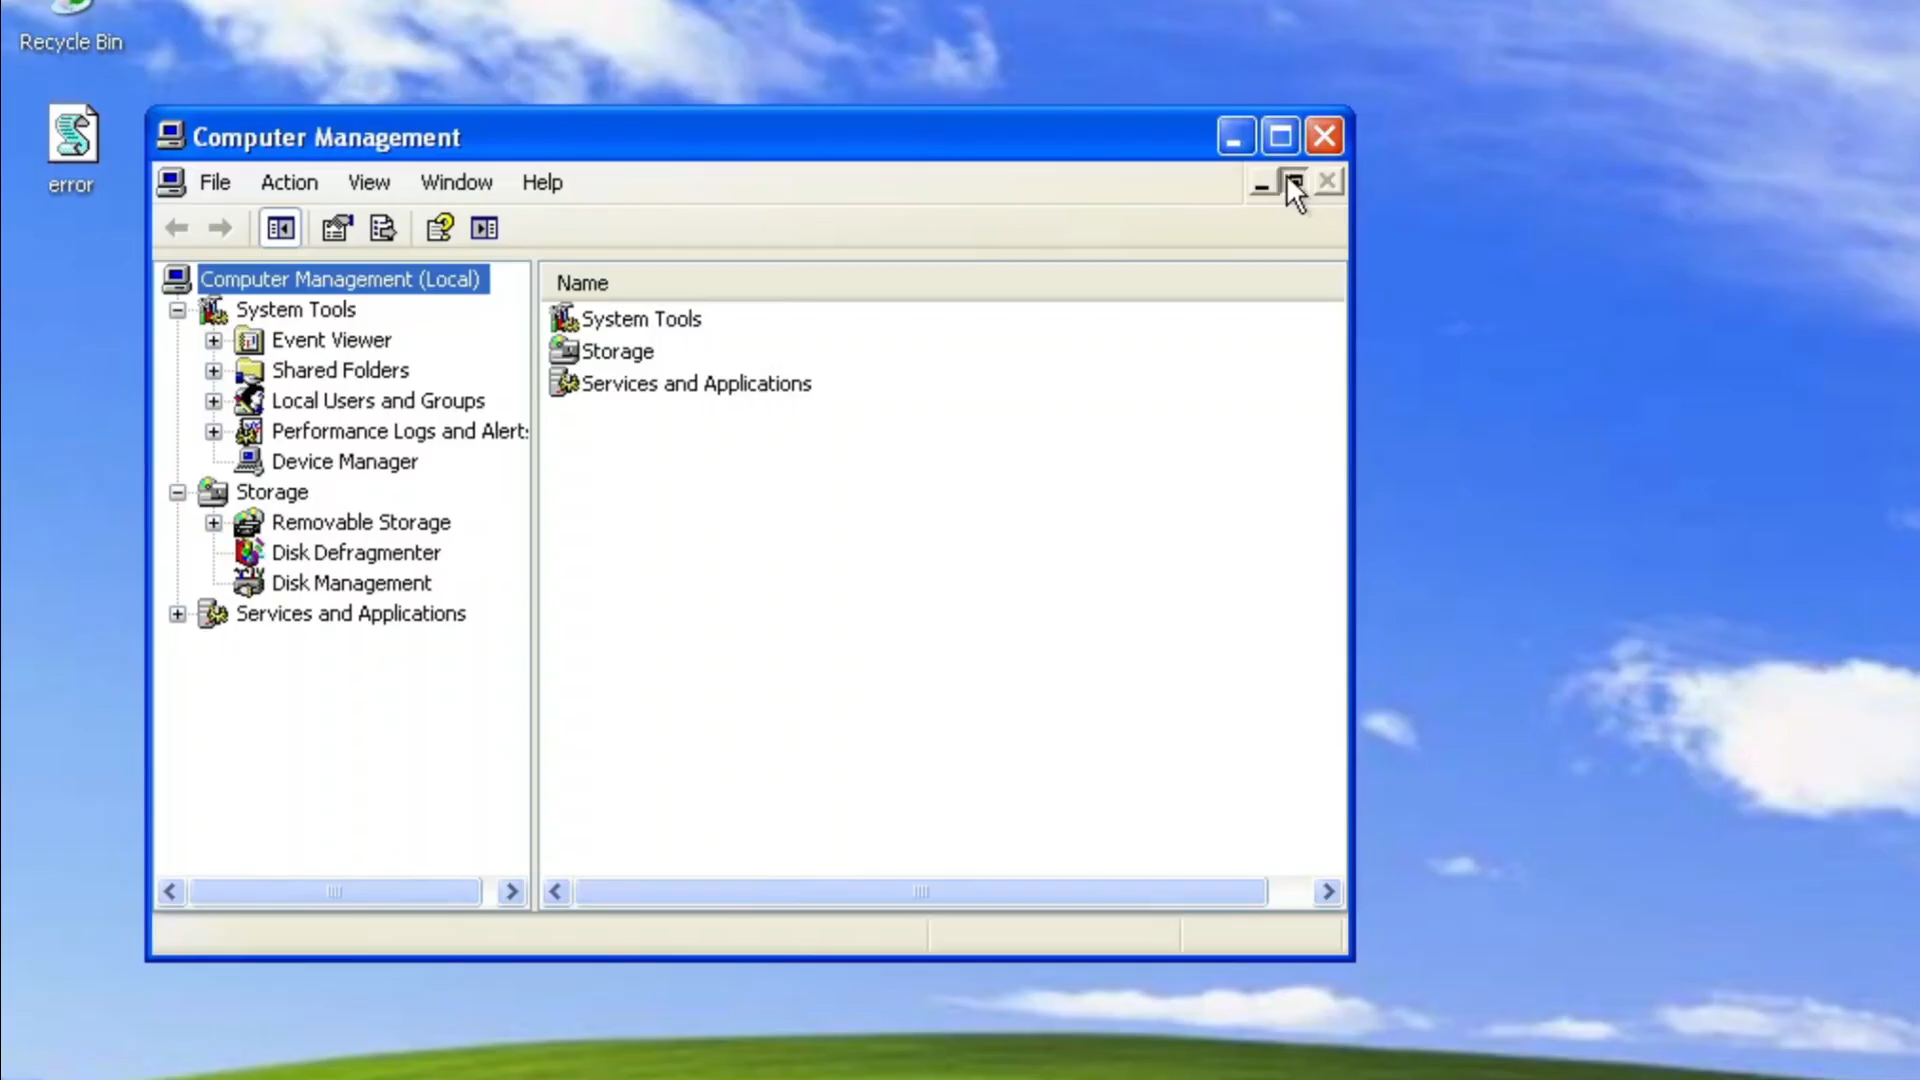 Recycle Bin
error
Computer Management
File Action View Window Help
Computer Management (Local)
System Tools
Event Viewer
Shared Folders
Local Users and Groups
Performance Logs and Alert:
Device Manager
Storage
Removable Storage
Disk Defragmenter
Disk Management
Services and Applications
Name
System Tools
Storage
Services and Applications